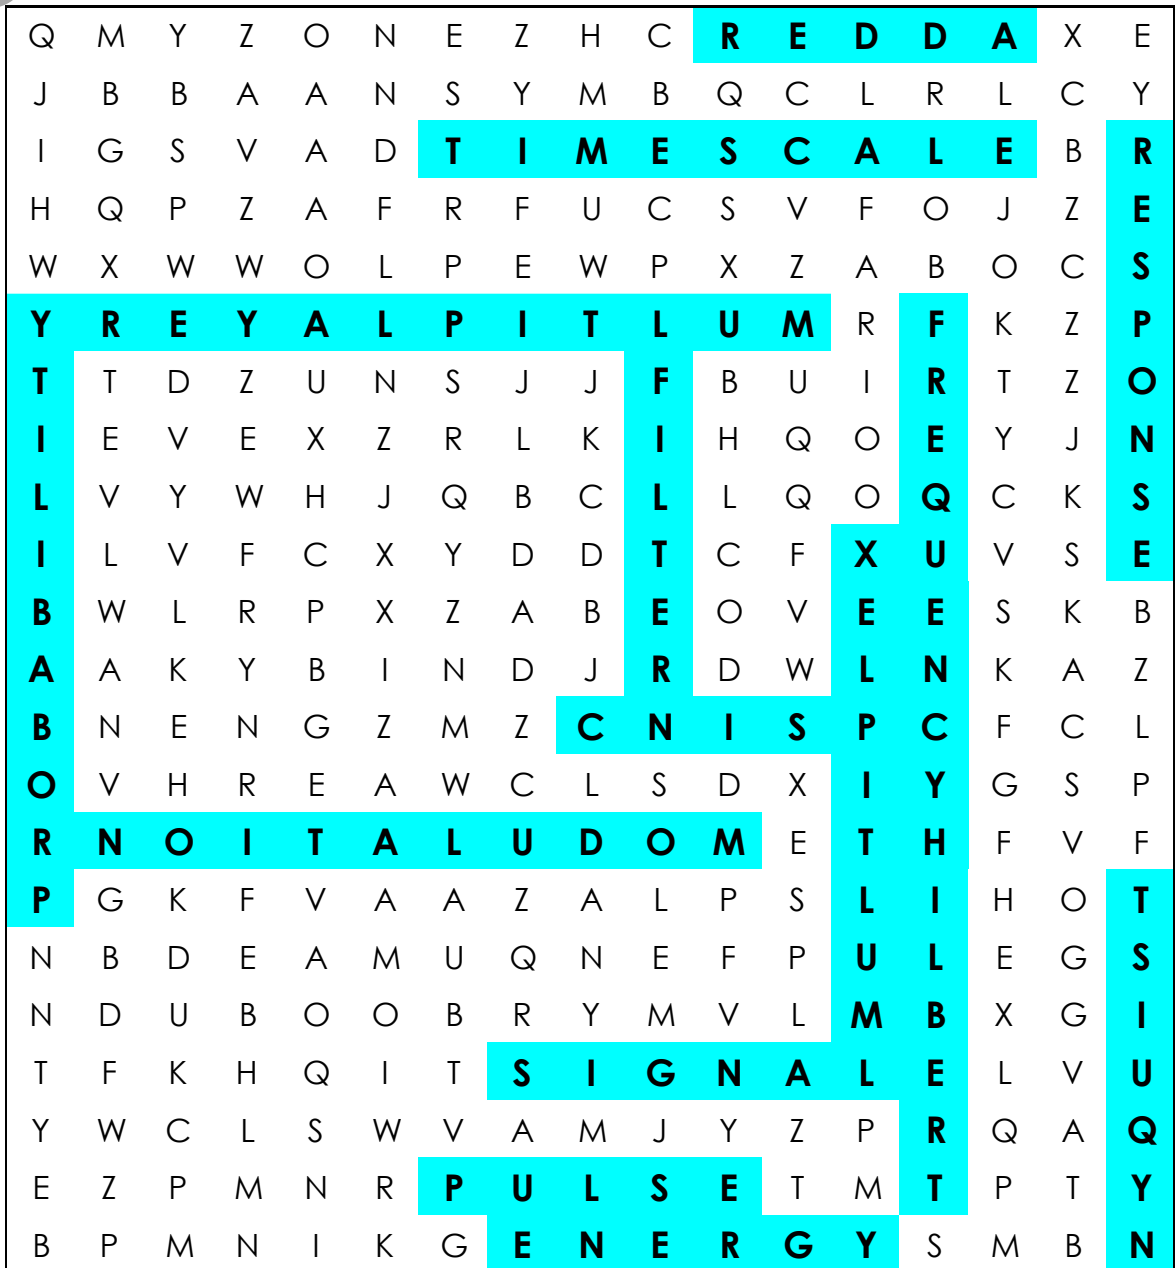 Q M Y Z O N E Z H C R E D D A X E
J B B A A N S Y M B Q C L R L C Y
I G S V A D T I M E S C A L E B R
H Q P Z A F R F U C S V F O J Z E
W X W W O L P E W P X Z A B O C S
Y R E Y A L P I T L U M R F K Z P
T T D Z U N S J J F B U I R T Z O
I E V E X Z R L K I H Q O E Y J N
L V Y W H J Q B C L L Q O Q C K S
I L V F C X Y D D T C F X U V S E
B W L R P X Z A B E O V E E S K B
A A K Y B I N D J R D W L N K A Z
B N E N G Z M Z C N I S P C F C L
O V H R E A W C L S D X I Y G S P
R N O I T A L U D O M E T H F V F
P G K F V A A Z A L P S L I H O T
N B D E A M U Q N E F P U L E G S
N D U B O O B R Y M V L M B X G I
T F K H Q I T S I G N A L E L V U
Y W C L S W V A M J Y Z P R Q A Q
E Z P M N R P U L S E T M T P T Y
B P M N I K G E N E R G Y S M B N